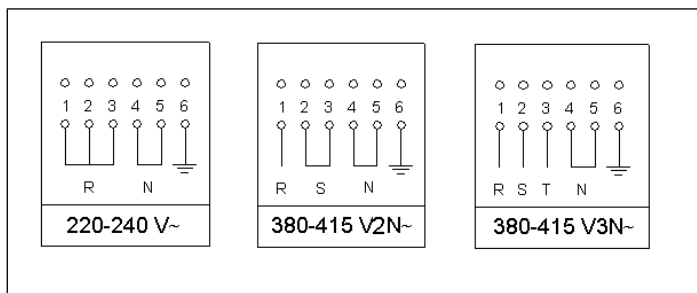 1 2 3 4 5 6
R N
220-240 V~
1 2 3 4 5 6
R S N
380-415 V2N~
1 2 3 4 5 6
R S T N
380-415 V3N~